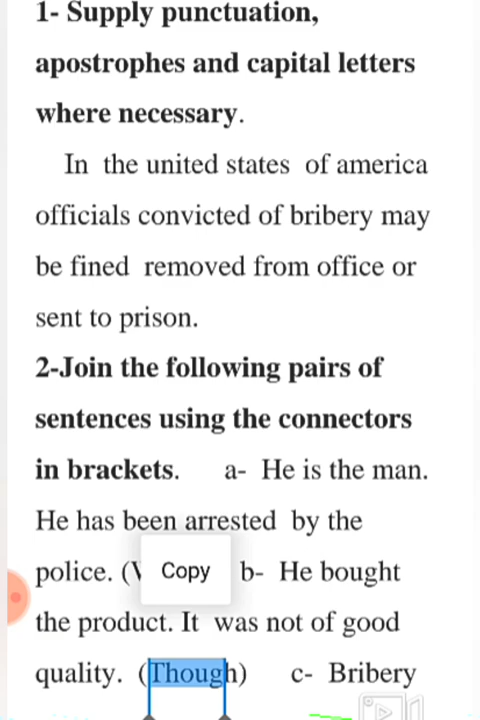 1- Supply punctuation,
apostrophes and capital letters
where necessary.
In the united states of america
officials convicted of bribery may
be fined removed from office or
sent to prison.
2-Join the following pairs of
sentences using the connectors
in brackets. a- He is the man.
He has been arrested by the
police. ( Copy b- He bought
the product. It was not of good
quality. (Though) c- Bribery